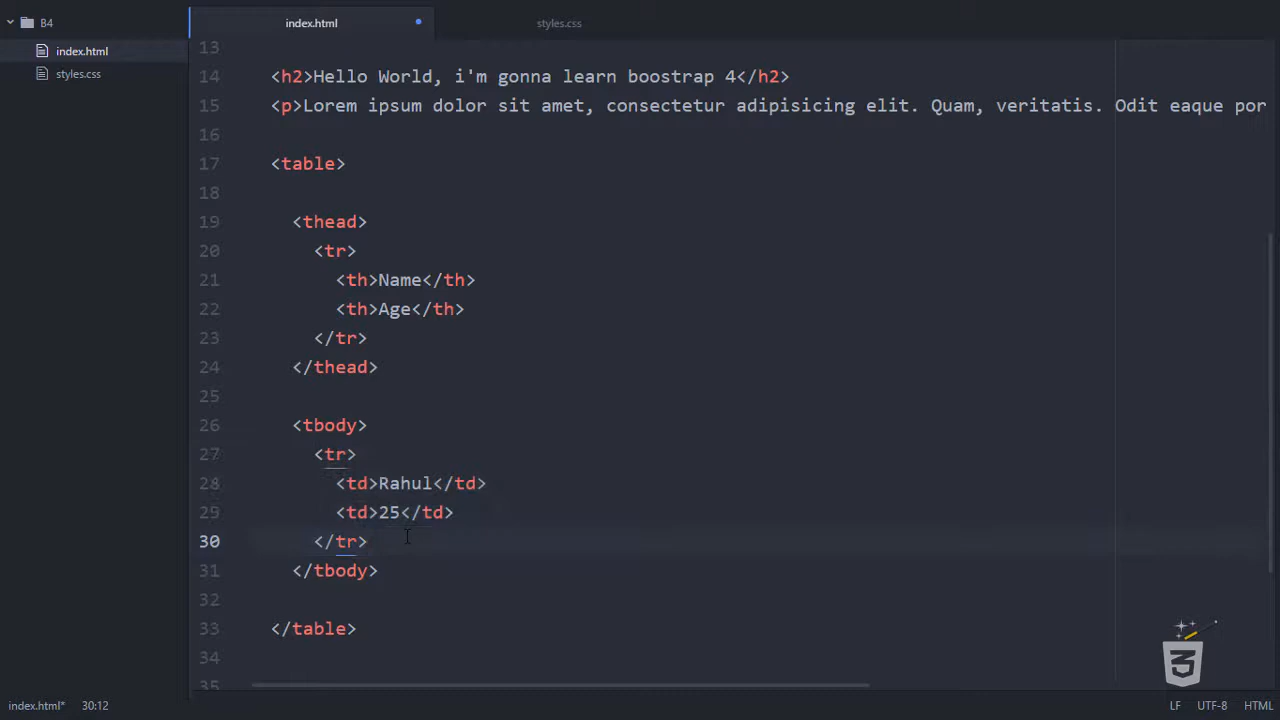 B4
index.html
styles.css
index.html
styles.css
13
14 <h2>Hello World, i'm gonna learn boostrap 4</h2>
15 <p>Lorem ipsum dolor sit amet, consectetur adipisicing elit. Quam, veritatis. Odit eaque por
16
17 <table>
18
19 <thead>
20 <tr>
21 <th>Name</th>
22 <th>Age</th>
23 </tr>
24 </thead>
25
26 <tbody>
27 <tr>
28 <td>Rahul</td>
29 <td>25</td>
30 </tr>
31 </tbody>
32
33 </table>
34
35
index.html* 30:12 LF UTF-8 HTML
3